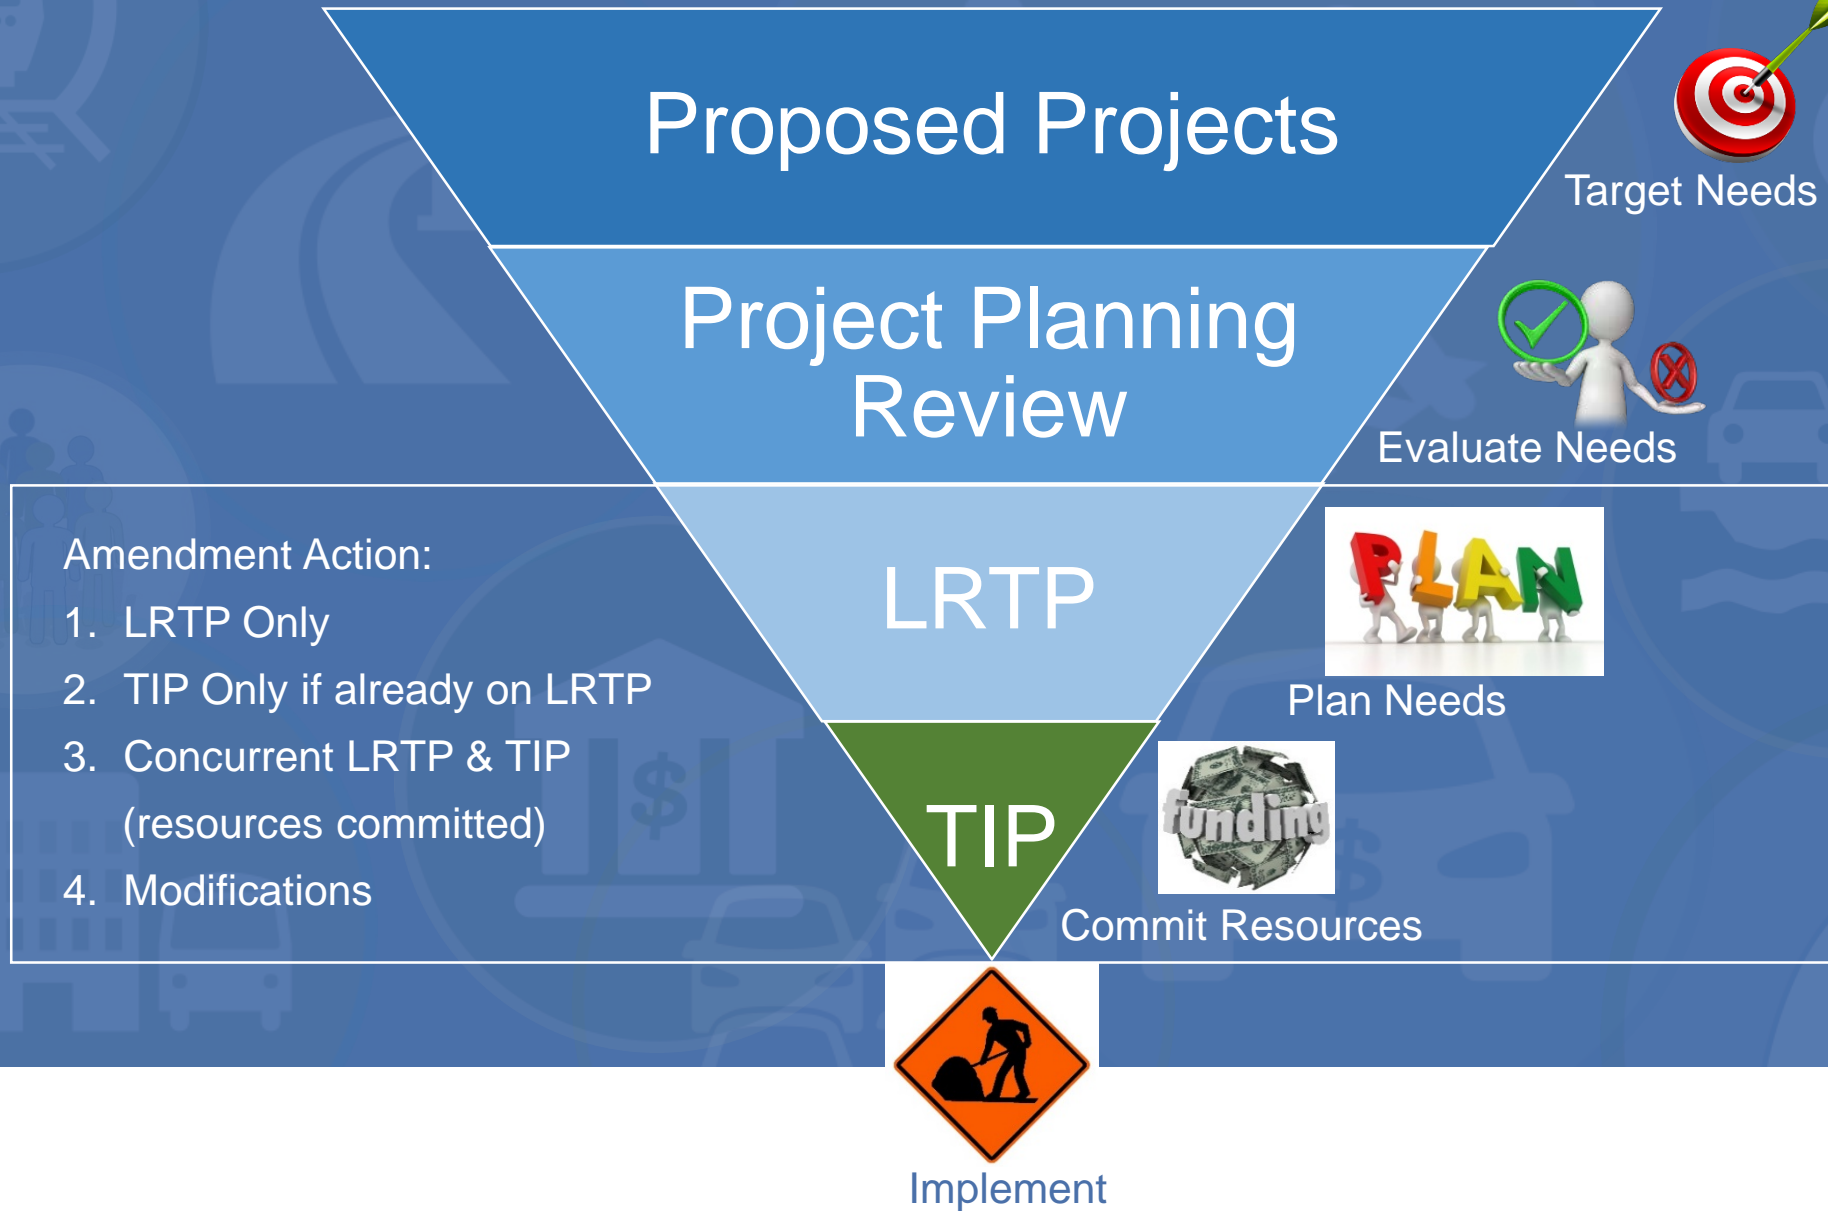 Proposed Projects
Target Needs
Project Planning
Review
Evaluate Needs
Amendment Action:
1. LRTP Only
2. TIP Only if already on LRTP
3. Concurrent LRTP & TIP
(resources committed)
4. Modifications
LRTP
PLAN
Plan Needs
TIP
funding
Commit Resources
Implement